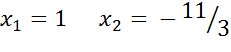 x₁ = 1 x₂ = − 11/3